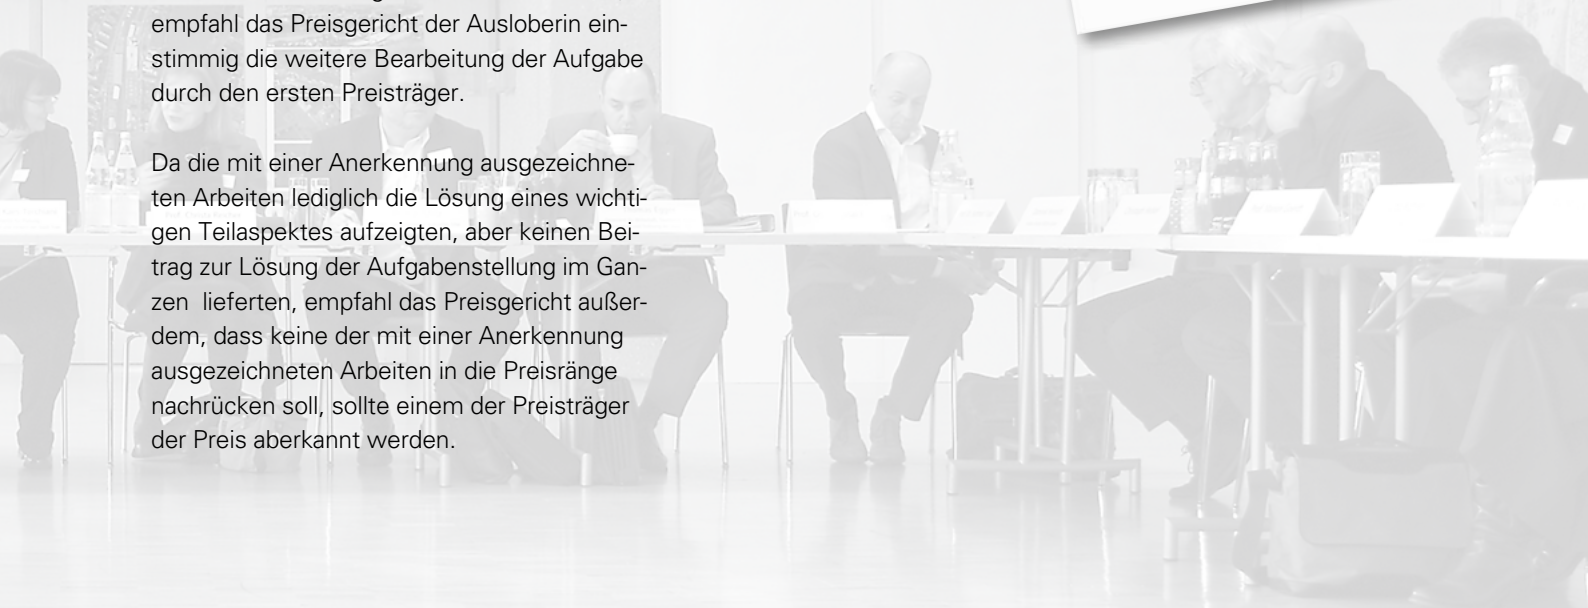 empfahl das Preisgericht der Ausloberin ein-
stimmig die weitere Bearbeitung der Aufgabe
durch den ersten Preisträger.
Da die mit einer Anerkennung ausgezeichne-
ten Arbeiten lediglich die Lösung eines wichti-
gen Teilaspektes aufzeigten, aber keinen Bei-
trag zur Lösung der Aufgabenstellung im Gan-
zen lieferten, empfahl das Preisgericht außer-
dem, dass keine der mit einer Anerkennung
ausgezeichneten Arbeiten in die Preisränge
nachrücken soll, sollte einem der Preisträger
der Preis aberkannt werden.